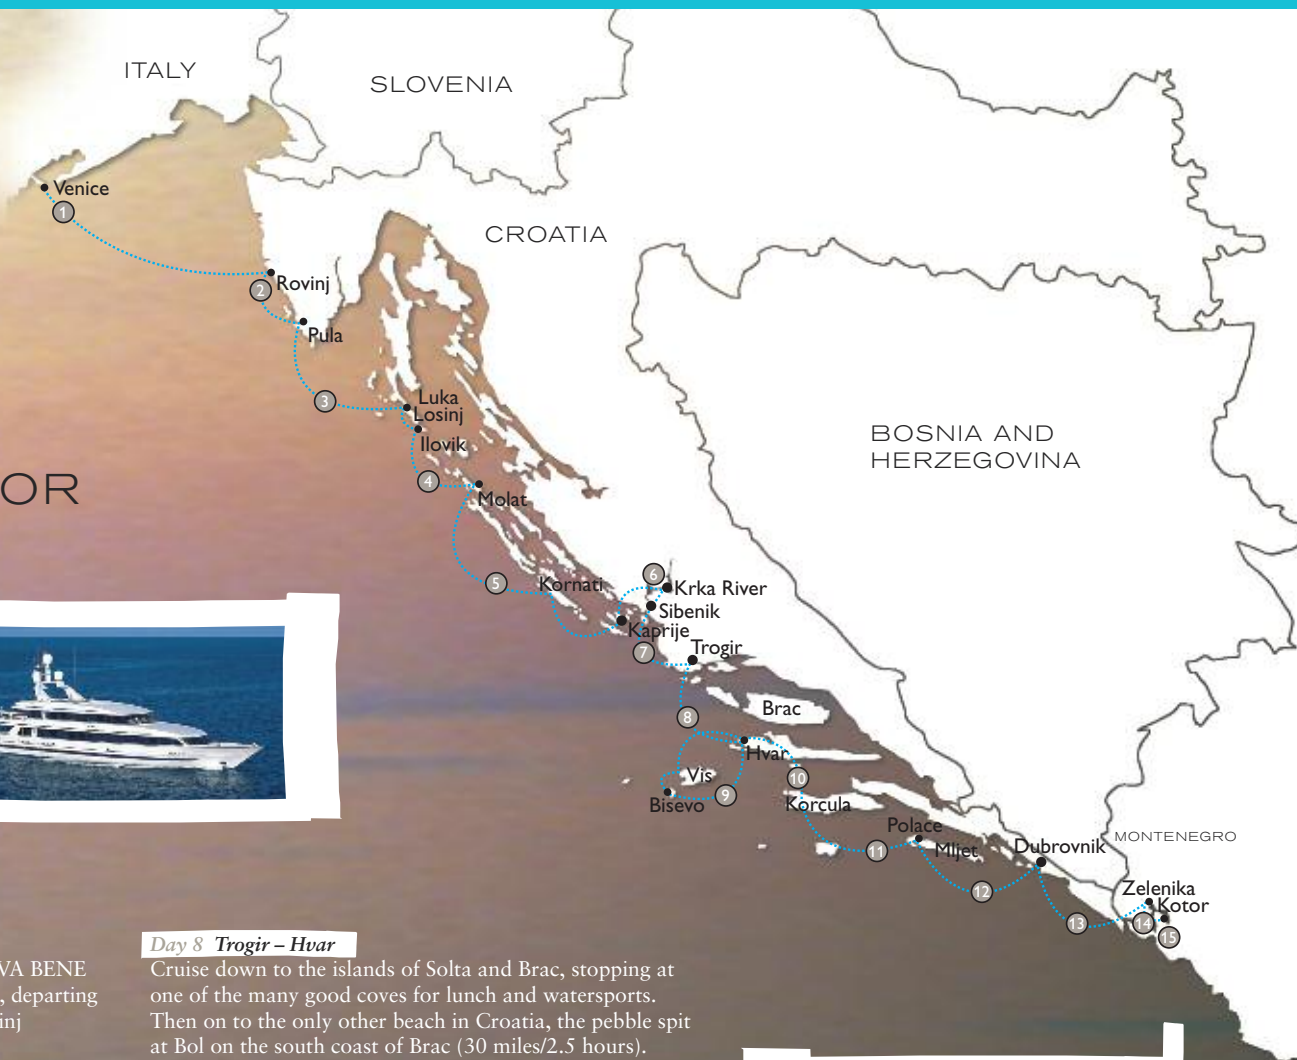 ITALY
SLOVENIA
Venice
1
CROATIA
Rovinj
2
Pula
3
Luka
Losinj
Ilovik
BOSNIA AND
HERZEGOVINA
OR
4
Molat
5
Kornati
6
Krka River
Sibenik
Kaprije
7
Trogir
Brac
8
Hvar
Vis
10
9
Bisevo
Korcula
Polace
11
Mljet
Dubrovnik
MONTENEGRO
12
Zelenika
Kotor
13
14
15
VA BENE
, departing
inj
Day 8 Trogir – Hvar
Cruise down to the islands of Solta and Brac, stopping at
one of the many good coves for lunch and watersports.
Then on to the only other beach in Croatia, the pebble spit
at Bol on the south coast of Brac (30 miles/2.5 hours).